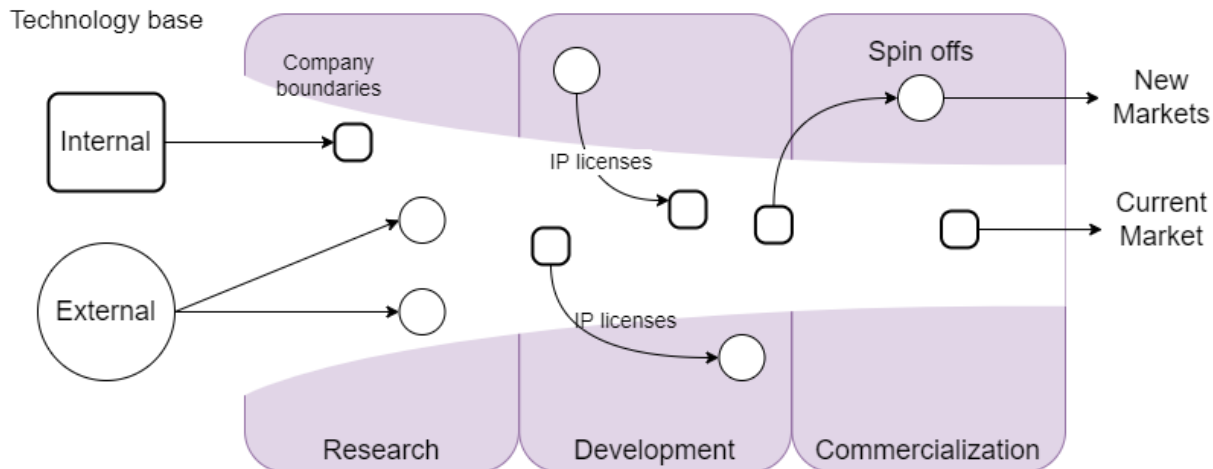 Technology base
Company
boundaries
Spin offs
New
Markets
Internal
IP licenses
Current
Market
External
IP licenses
Research
Development
Commercialization